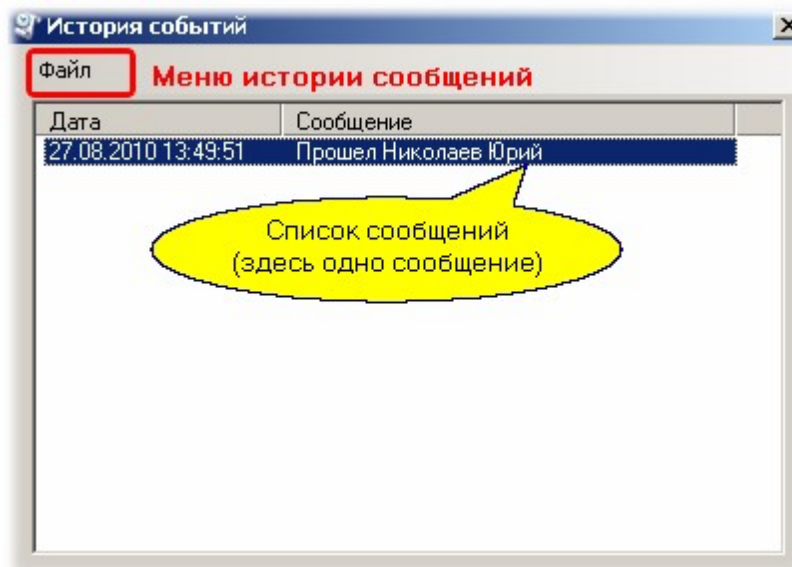 История событий
Файл
Меню истории сообщений
Дата Сообщение
27.08.2010 13:49:51 Прошел Николаев Юрий
Список сообщений
(здесь одно сообщение)